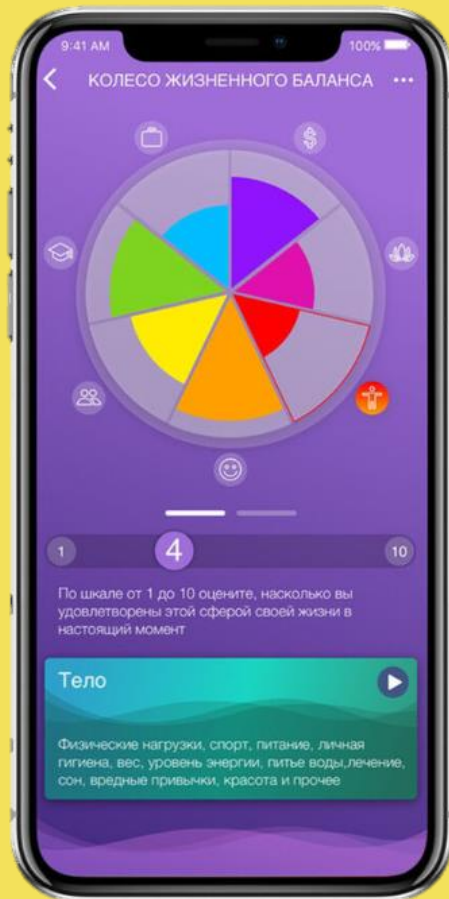 9:41 AM
100%
КОЛЕСО ЖИЗНЕННОГО БАЛАНСА
$
1
4
10
По шкале от 1 до 10 оцените, насколько вы
удовлетворены этой сферой своей жизни в
настоящий момент
Тело
Физические нагрузки, спорт, питание, личная
гигиена, вес, уровень энергии, питье воды,лечение,
сон, вредные привычки, красота и прочее